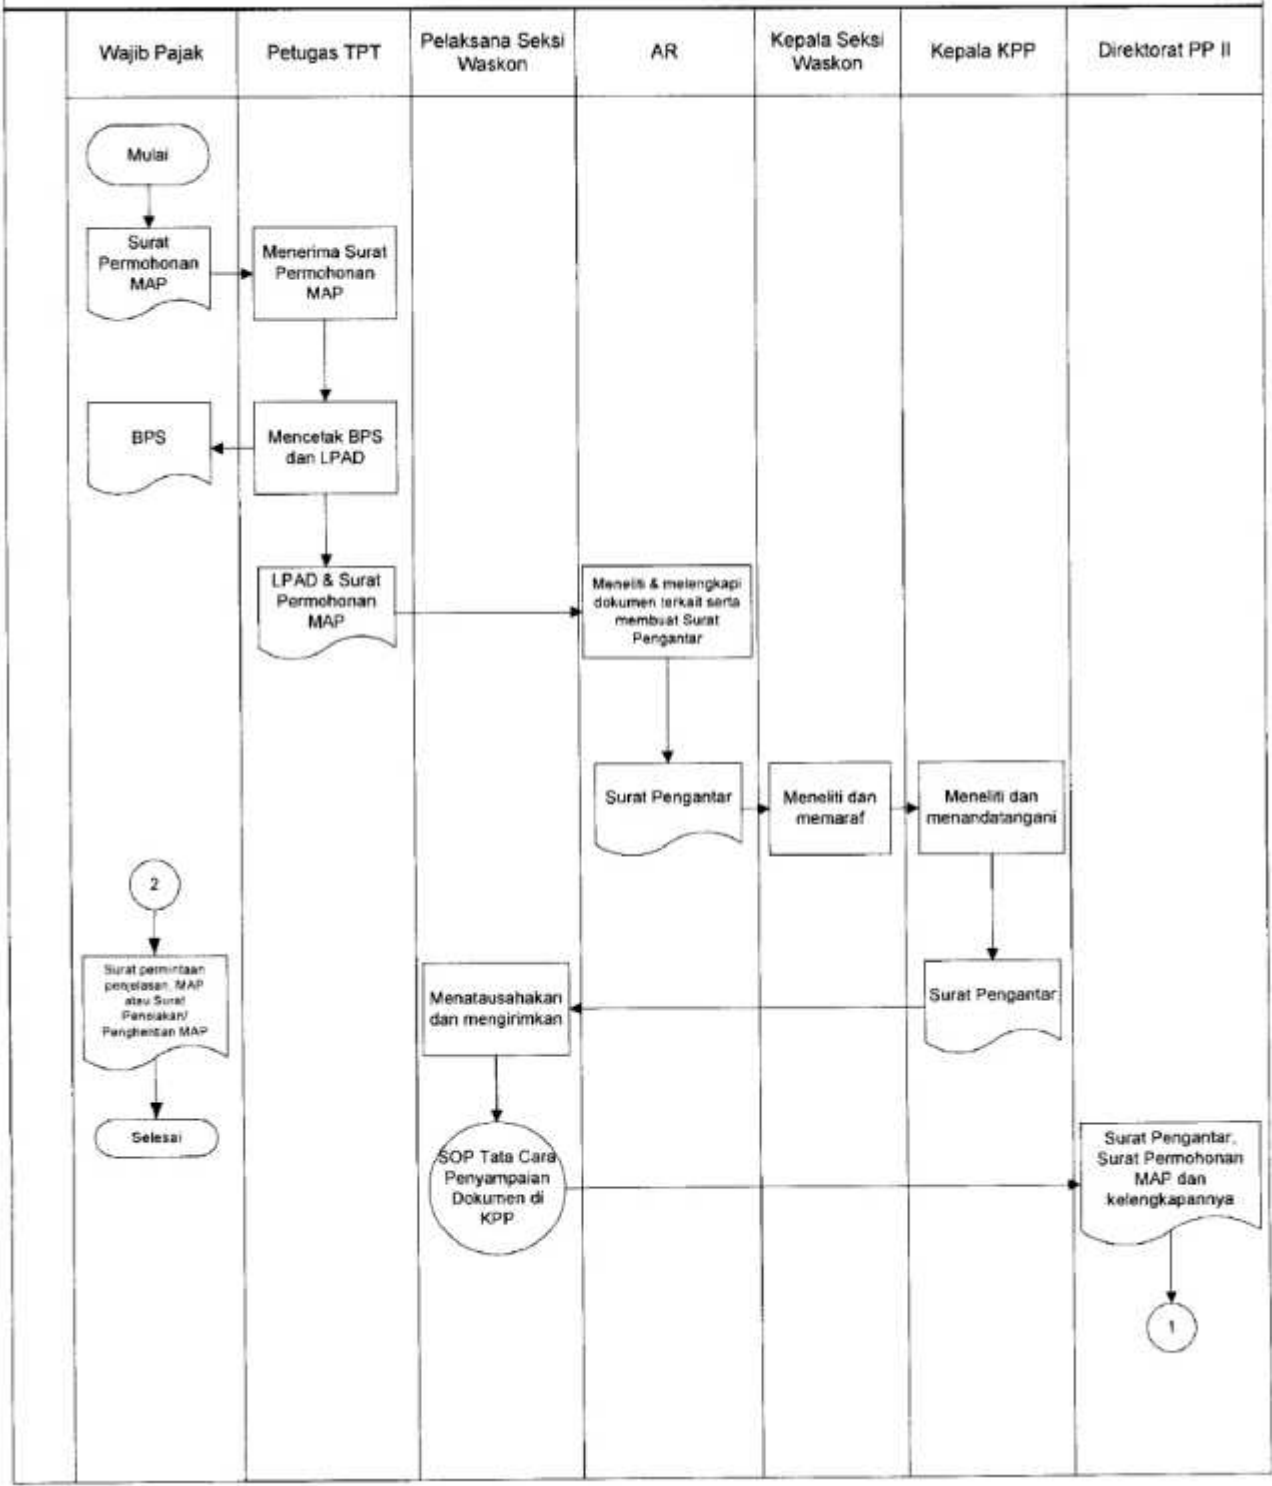 Wajib Pajak
Petugas TPT
Pelaksana Seksi
Waskon
AR
Kepala Seksi
Waskon
Kepala KPP
Direktorat PP II
Mulai
Surat
Permohonan
MAP
Menerima Surat
Permohonan
MAP
BPS
Mencetak BPS
dan LPAD
LPAD & Surat
Permohonan
MAP
Meneliti & melengkapi
dokumen terkait serta
membuat Surat
Pengantar
Surat Pengantar
Meneliti dan
memaraf
Meneliti dan
menandatangani
2
Surat permintaan
penjelasan, MAP
atau Surat
Penolakan/
Penghentian MAP
Menatausahakan
dan mengirimkan
Surat Pengantar
Selesai
SOP Tata Cara
Penyampaian
Dokumen di
KPP
Surat Pengantar,
Surat Permohonan
MAP dan
kelengkapannya
1